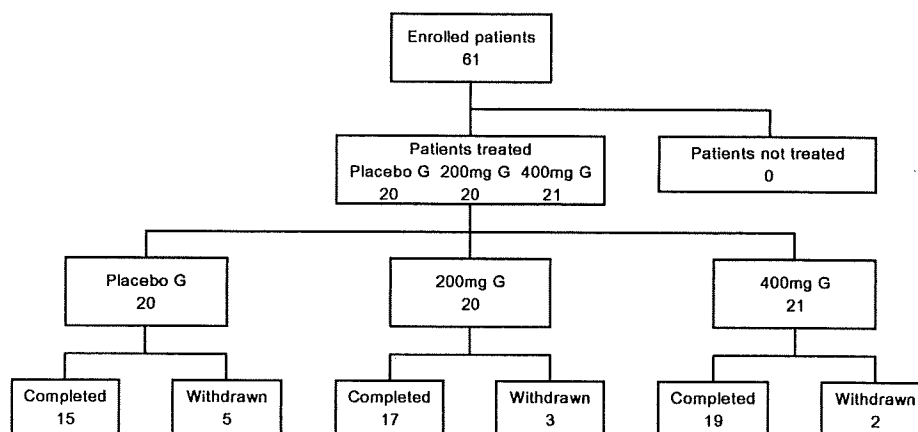 Enrolled patients
61
Patients treated
Placebo G 200mg G 400mg G
20 20 21
Patients not treated
0
Placebo G
20
200mg G
20
400mg G
21
Completed
15
Withdrawn
5
Completed
17
Withdrawn
3
Completed
19
Withdrawn
2